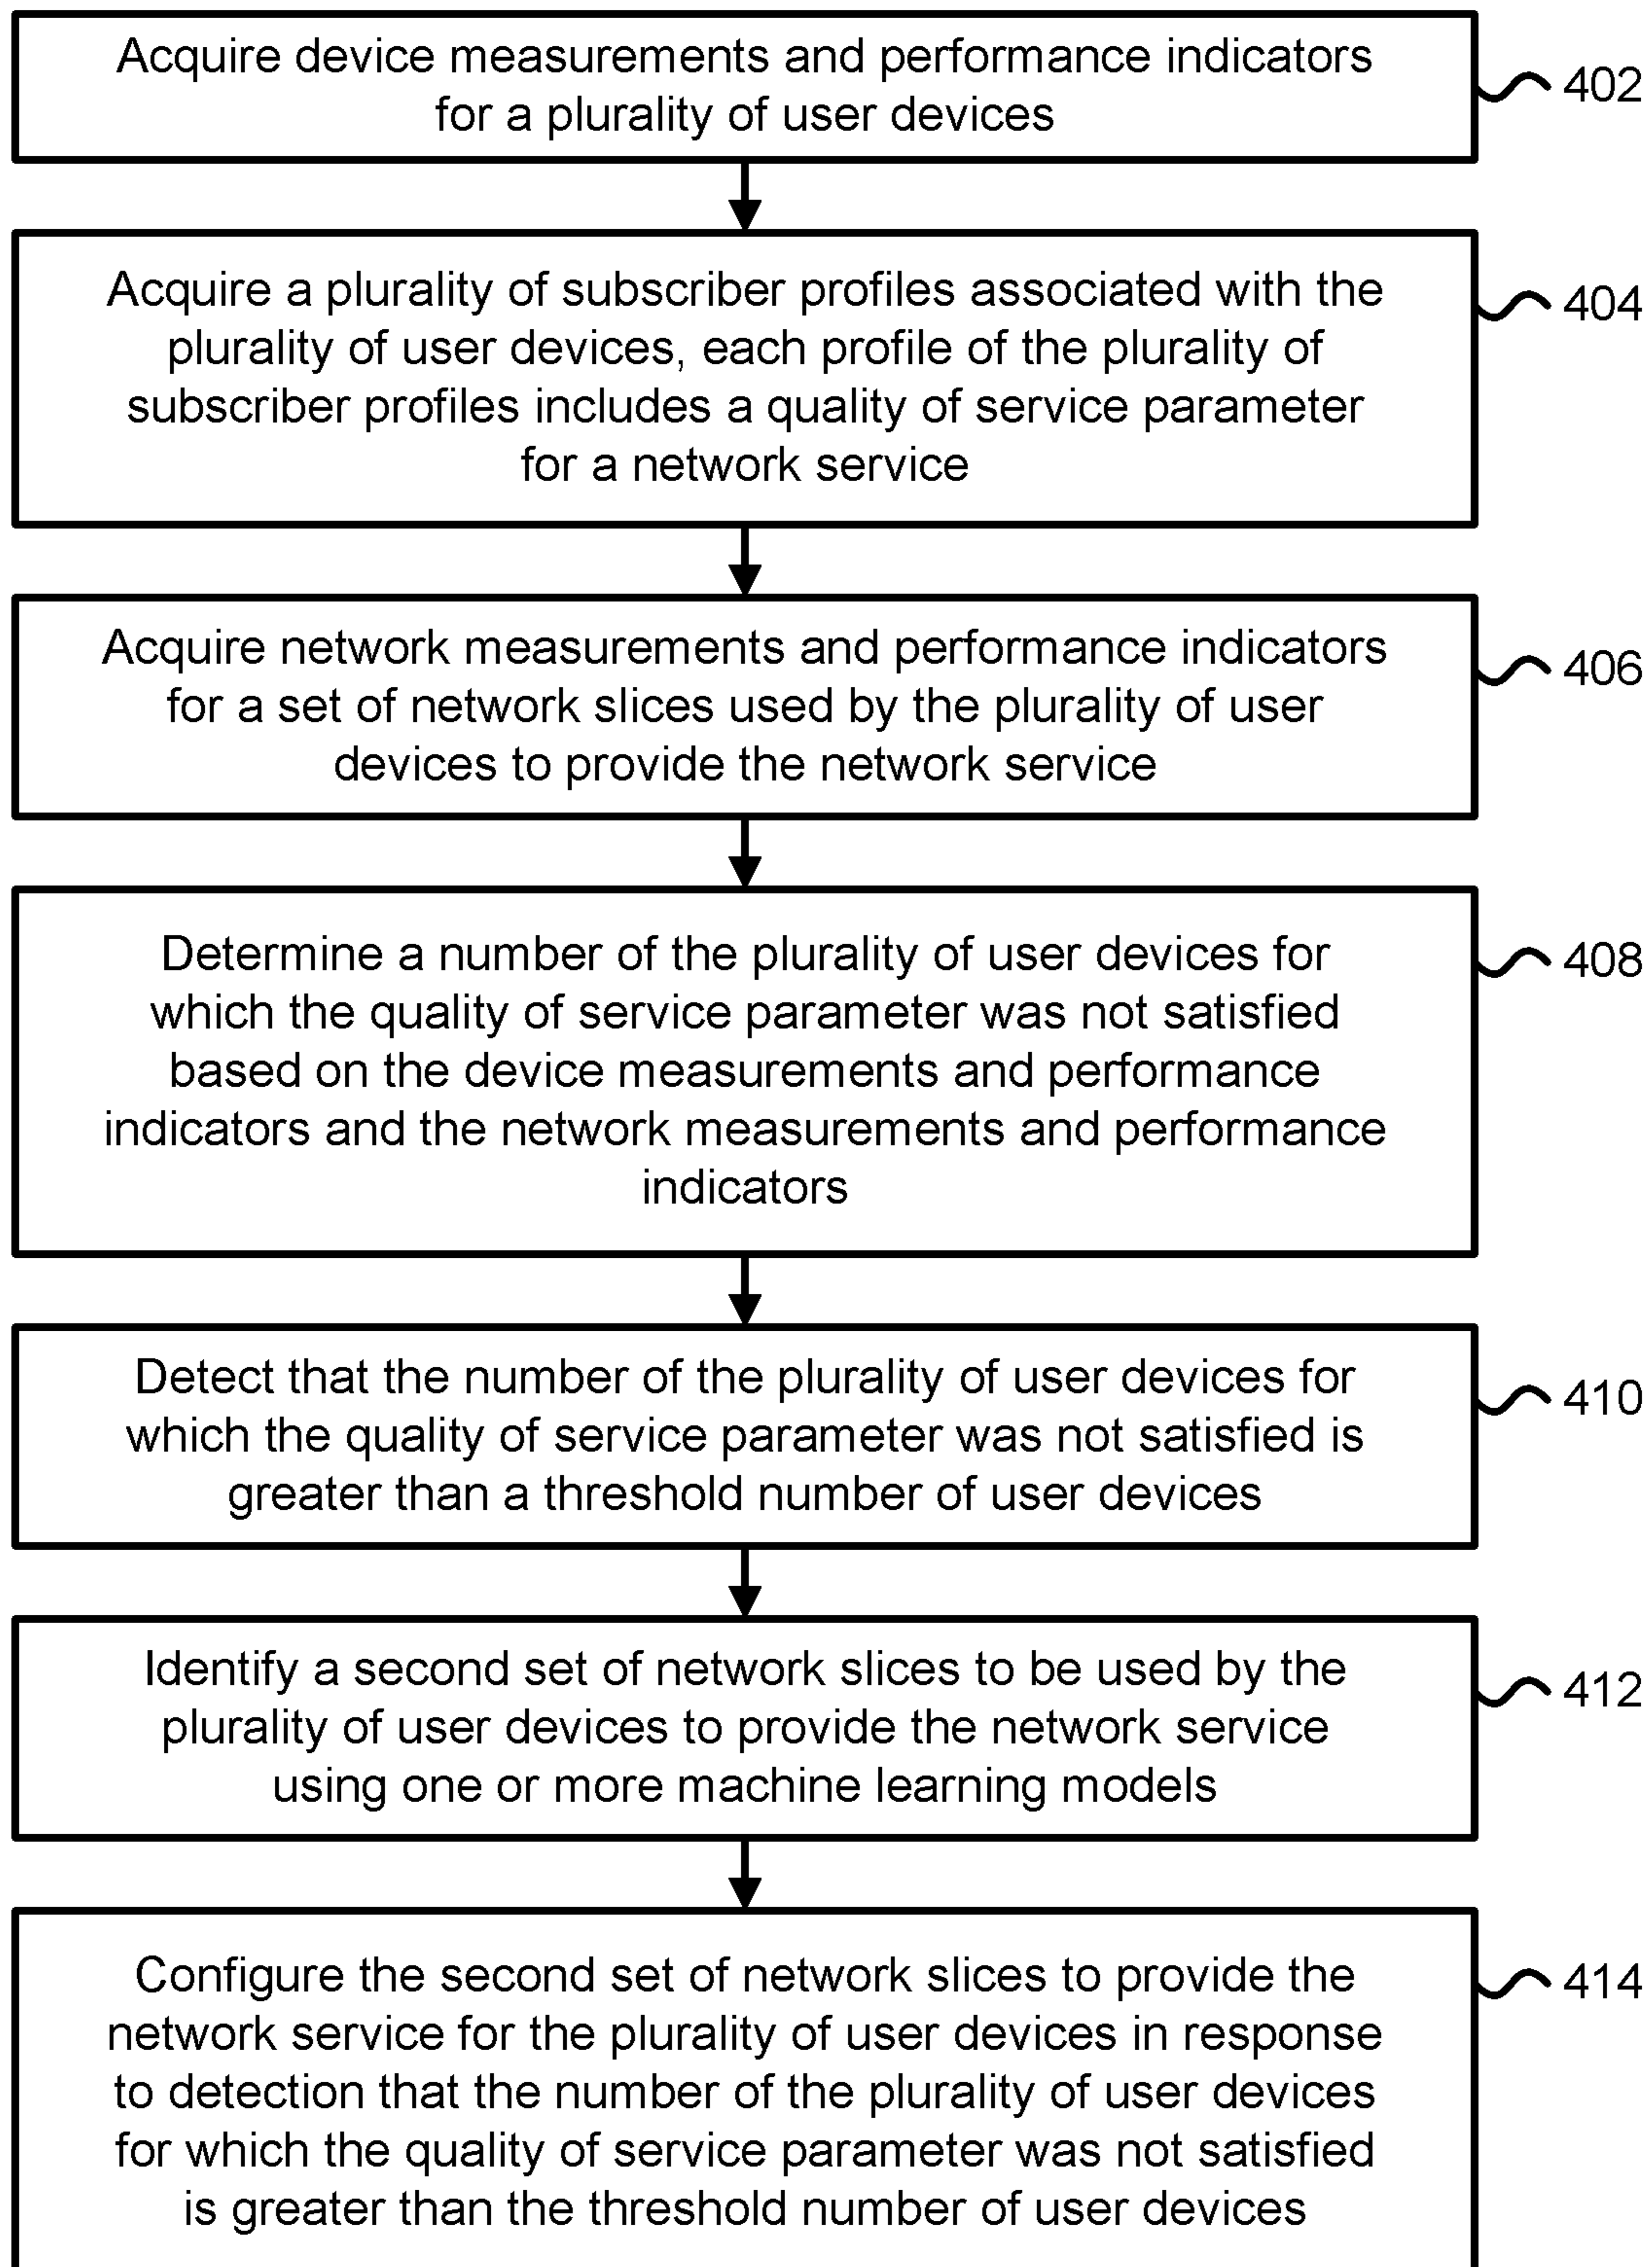 Acquire device measurements and performance indicators
for a plurality of user devices
402
Acquire a plurality of subscriber profiles associated with the
plurality of user devices, each profile of the plurality of
subscriber profiles includes a quality of service parameter
for a network service
404
Acquire network measurements and performance indicators
for a set of network slices used by the plurality of user
devices to provide the network service
406
Determine a number of the plurality of user devices for
which the quality of service parameter was not satisfied
based on the device measurements and performance
indicators and the network measurements and performance
indicators
408
Detect that the number of the plurality of user devices for
which the quality of service parameter was not satisfied is
greater than a threshold number of user devices
410
Identify a second set of network slices to be used by the
plurality of user devices to provide the network service
using one or more machine learning models
412
Configure the second set of network slices to provide the
network service for the plurality of user devices in response
to detection that the number of the plurality of user devices
for which the quality of service parameter was not satisfied
is greater than the threshold number of user devices
414